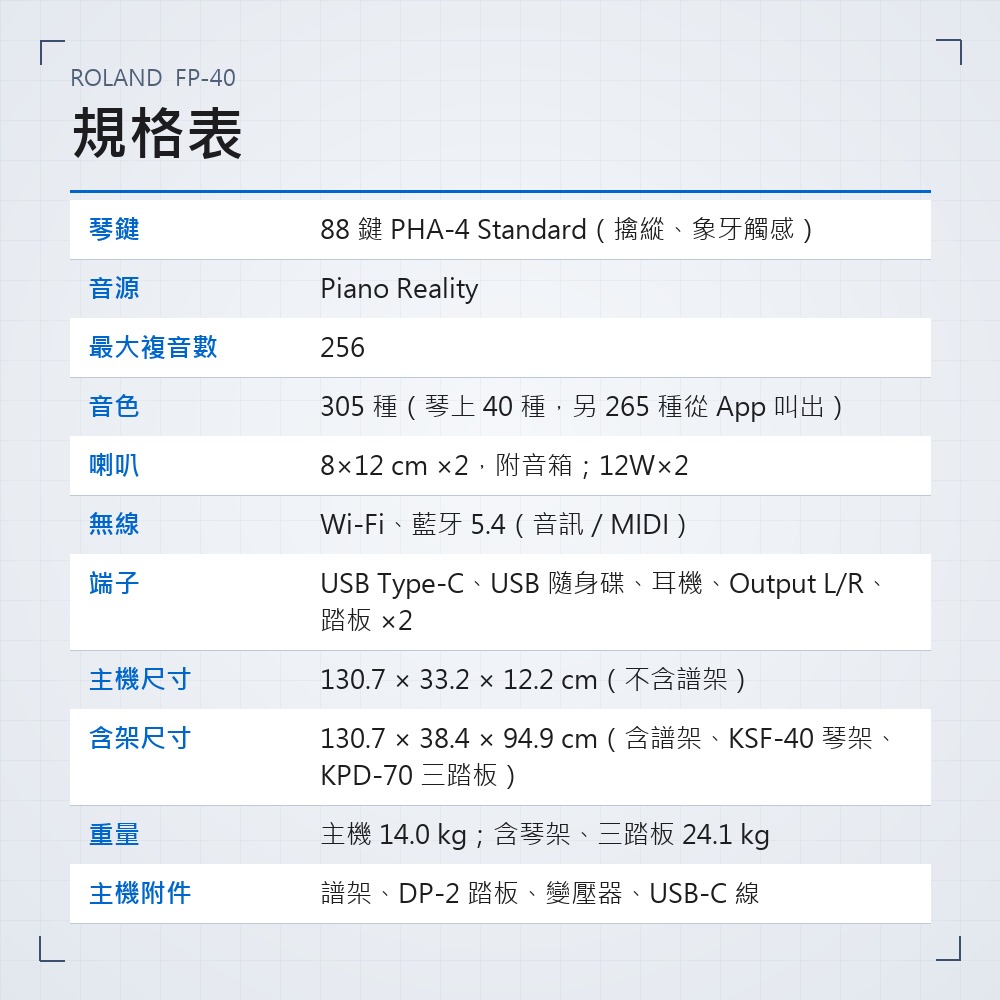 ROLAND FP-40
規格表
琴鍵 88 鍵 PHA-4 Standard（擒縱、象牙觸感）
音源 Piano Reality
最大複音數 256
音色 305 種（琴上 40 種，另 265 種從 App 叫出）
喇叭 8×12 cm ×2，附音箱；12W×2
無線 Wi-Fi、藍牙 5.4（音訊 / MIDI）
端子 USB Type-C、USB 隨身碟、耳機、Output L/R、
踏板 ×2
主機尺寸 130.7 × 33.2 × 12.2 cm（不含譜架）
含架尺寸 130.7 × 38.4 × 94.9 cm（含譜架、KSF-40 琴架、
KPD-70 三踏板）
重量 主機 14.0 kg；含琴架、三踏板 24.1 kg
主機附件 譜架、DP-2 踏板、變壓器、USB-C 線